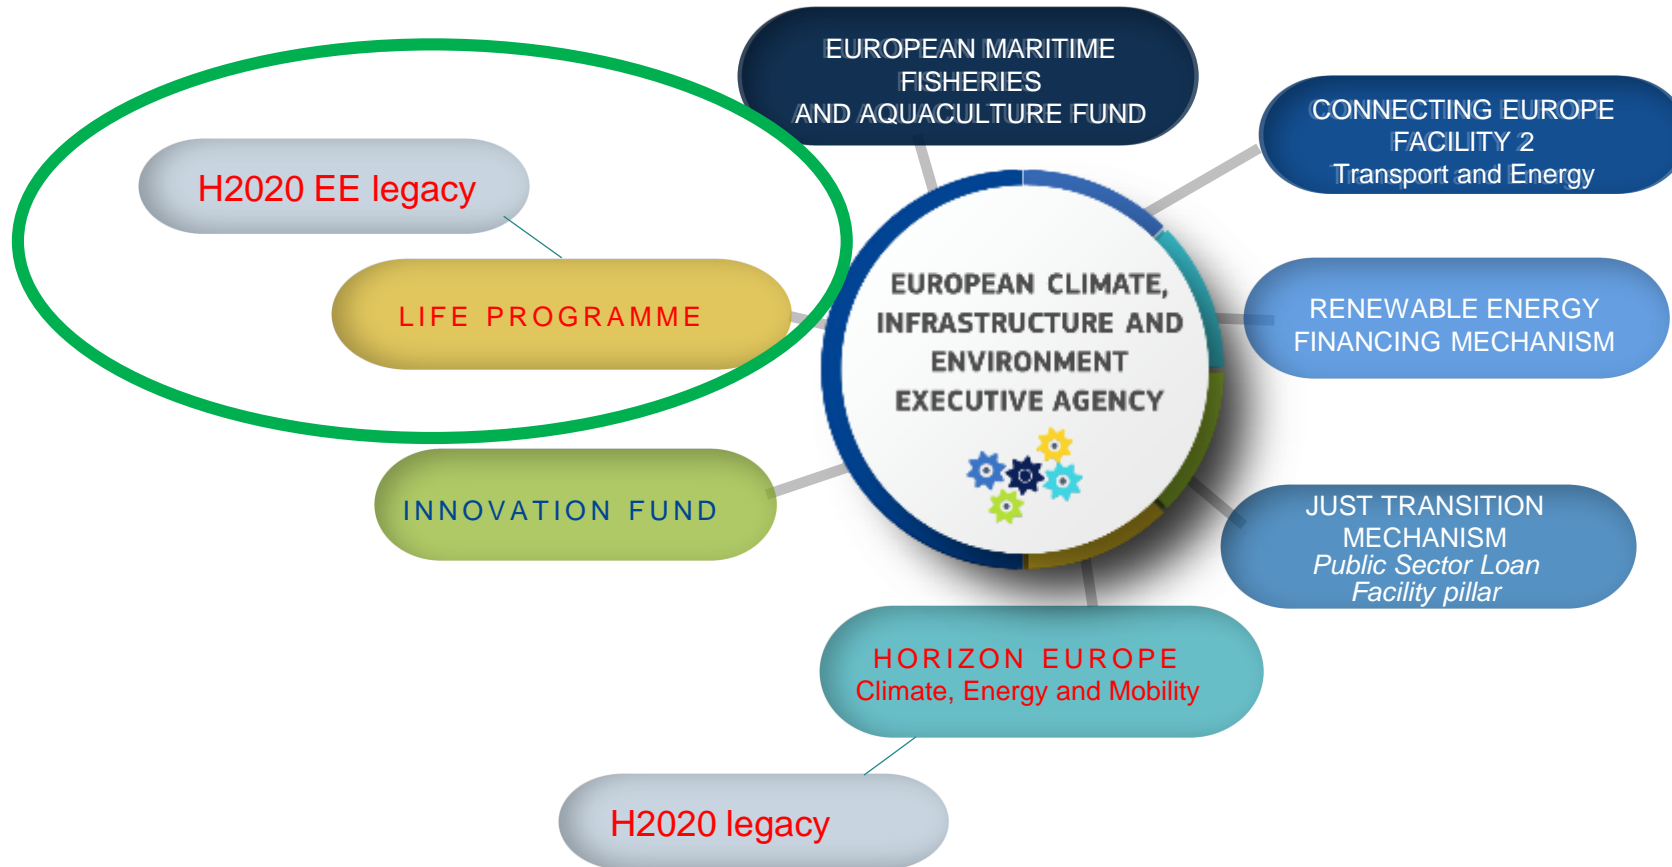 EUROPEAN MARITIME
FISHERIES
AND AQUACULTURE FUND
CONNECTING EUROPE
FACILITY 2
Transport and Energy
H2020 EE legacy
LIFE PROGRAMME
EUROPEAN CLIMATE,
INFRASTRUCTURE AND
ENVIRONMENT
EXECUTIVE AGENCY
RENEWABLE ENERGY
FINANCING MECHANISM
INNOVATION FUND
JUST TRANSITION
MECHANISM
Public Sector Loan
Facility pillar
HORIZON EUROPE
Climate, Energy and Mobility
H2020 legacy